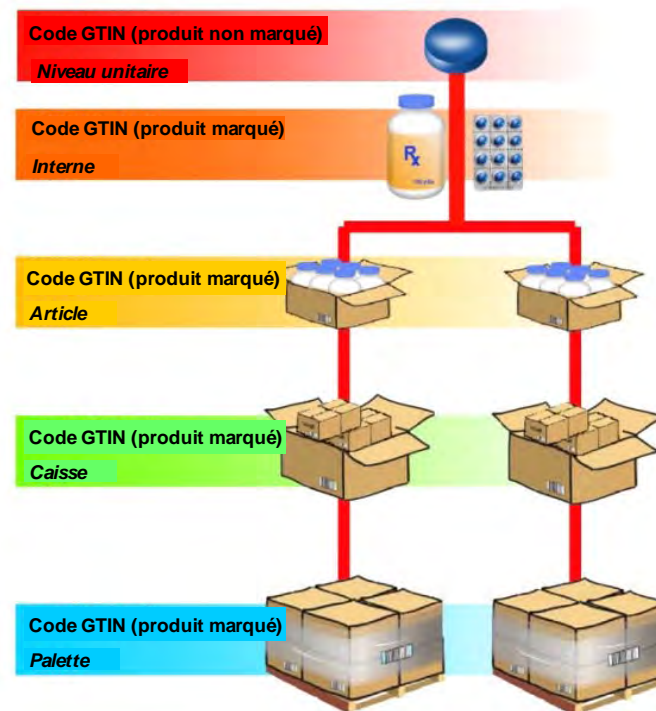 Code GTIN (produit non marqué)
Niveau unitaire
Code GTIN (produit marqué)
Interne
Rx
Code GTIN (produit marqué)
Article
Code GTIN (produit marqué)
Caisse
Code GTIN (produit marqué)
Palette